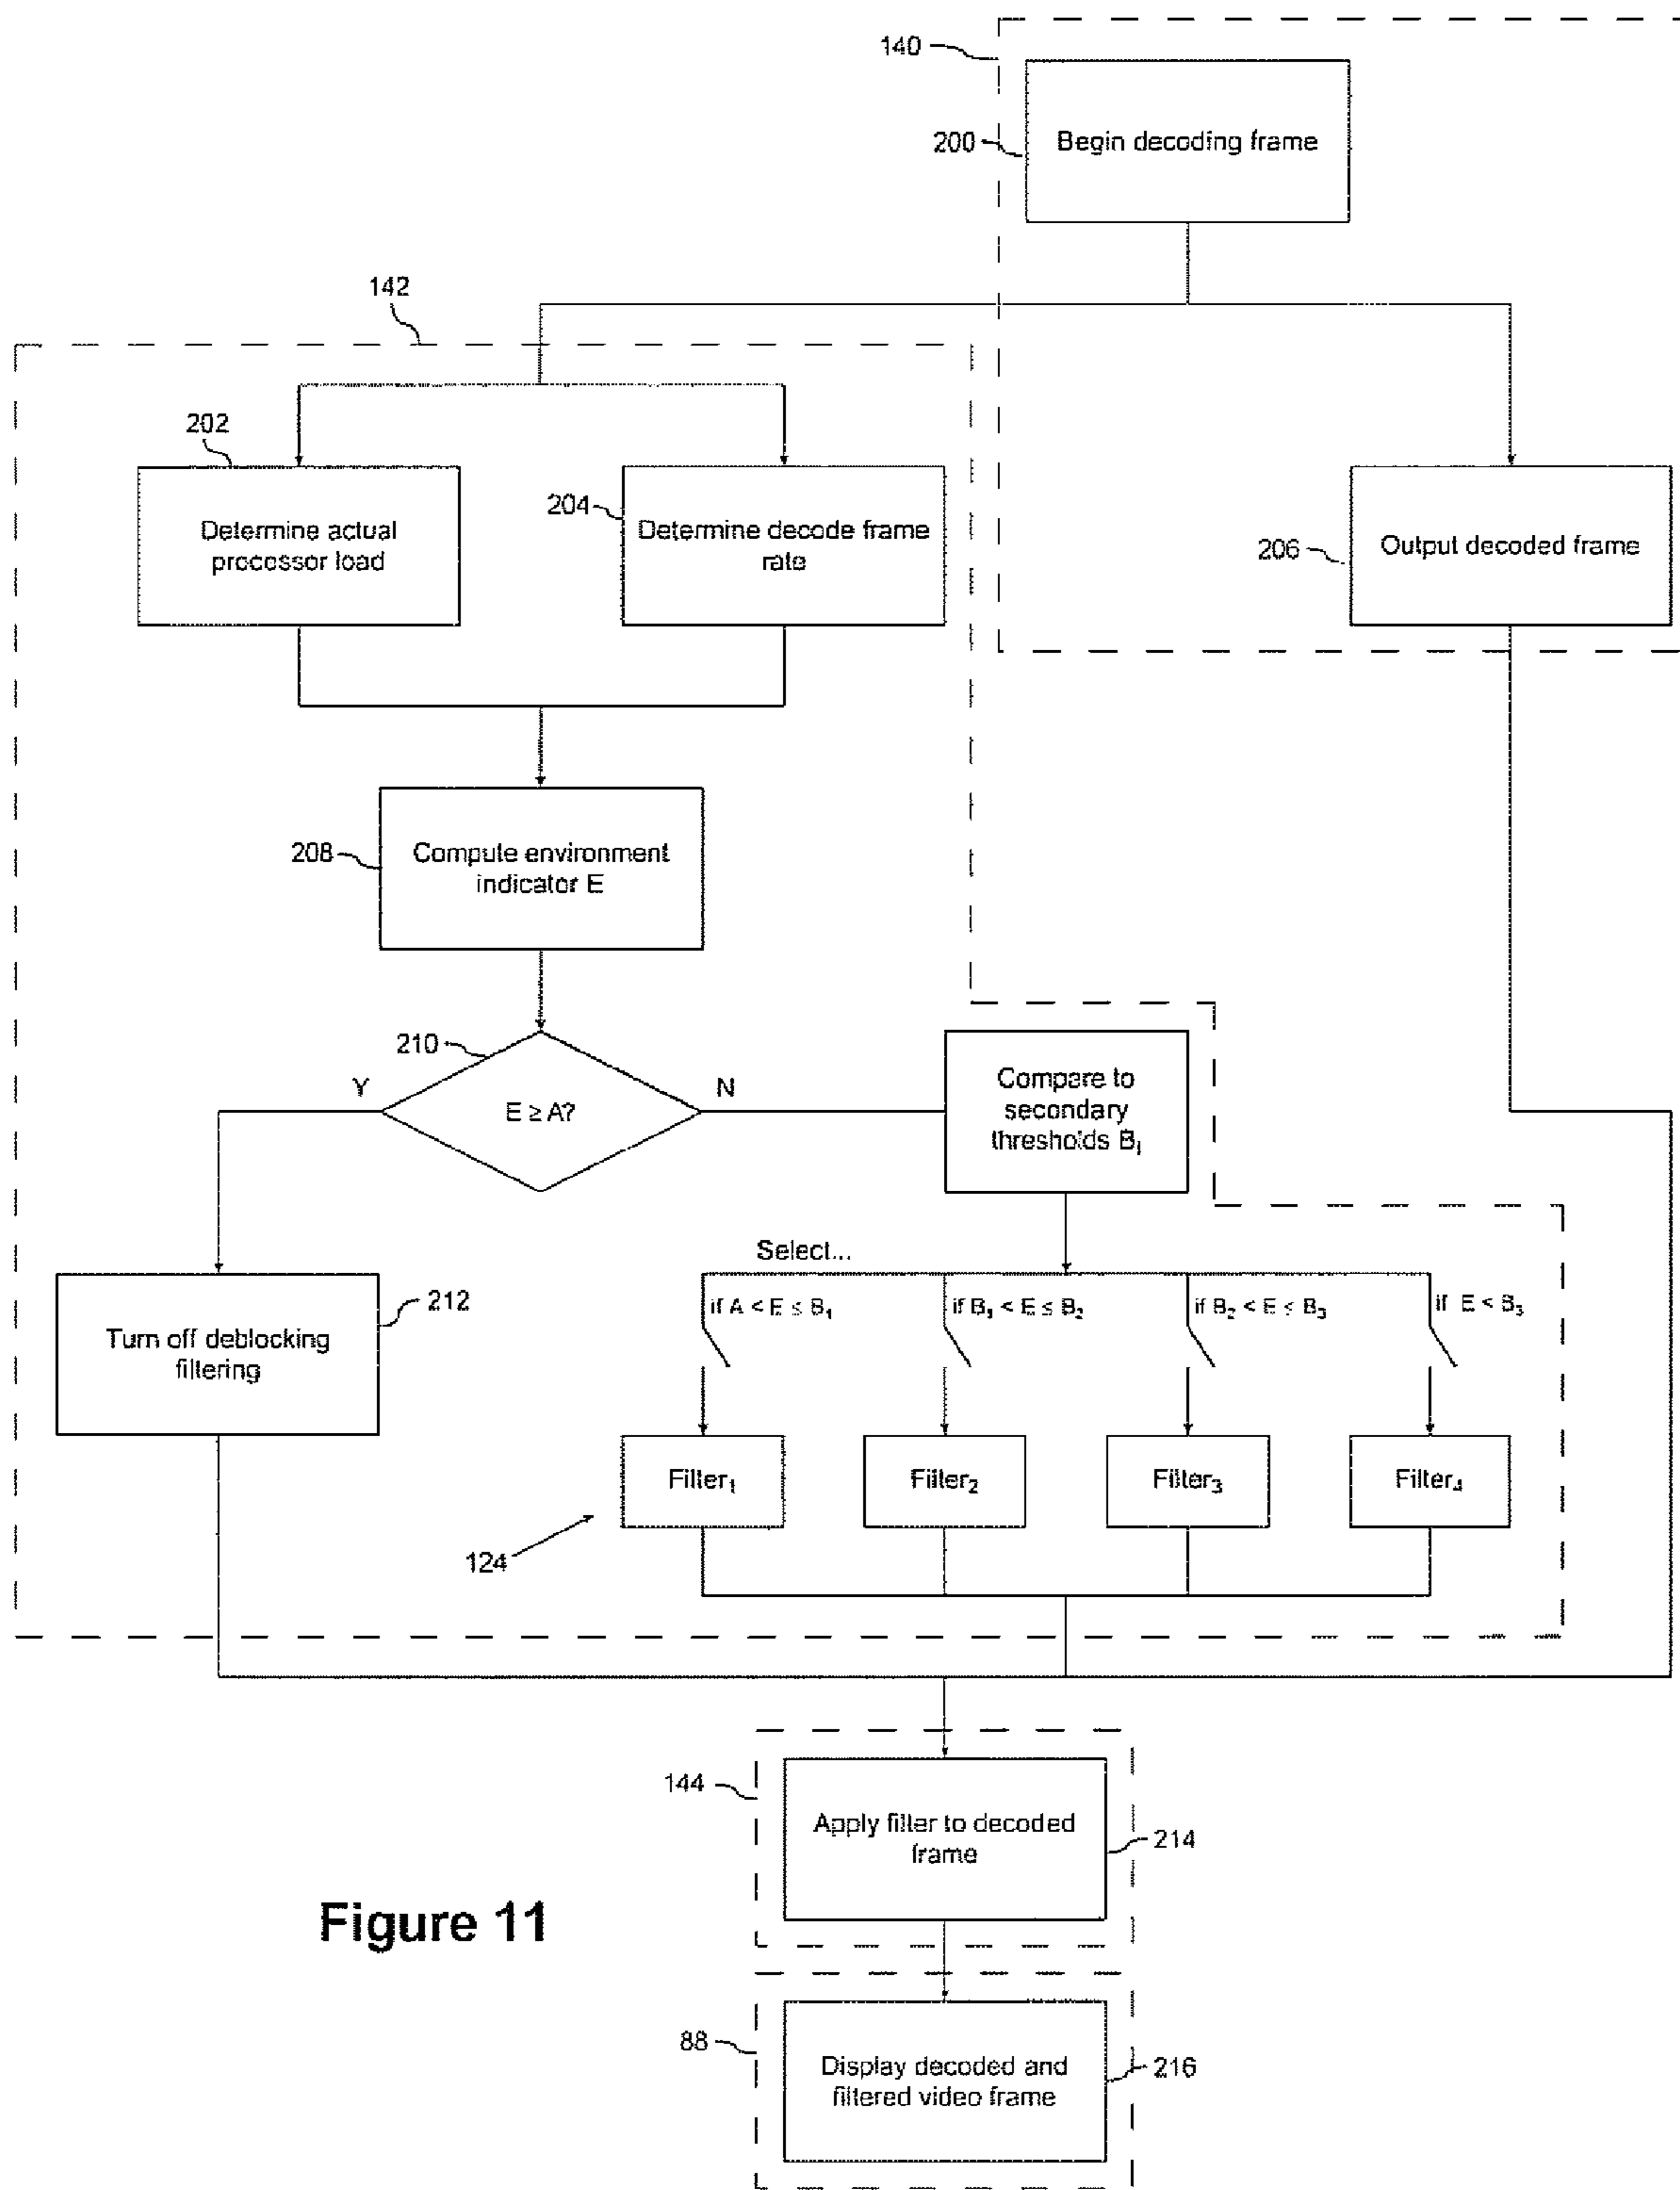 140
200
Begin decoding frame
142
202
Determine actual
processor load
204
Determine decode frame
rate
206
Output decoded frame
208
Compute environment
indicator E
210
Y
E ≥ A?
N
Compare to
secondary
thresholds Bᵢ
Select...
if A < E ≤ B₁
if B₁ < E ≤ B₂
if B₂ < E ≤ B₃
if E < B₃
212
Turn off deblocking
filtering
Filter₁
Filter₂
Filter₃
Filter₄
124
144
Apply filter to decoded
frame
214
Figure 11
88
Display decoded and
filtered video frame
216